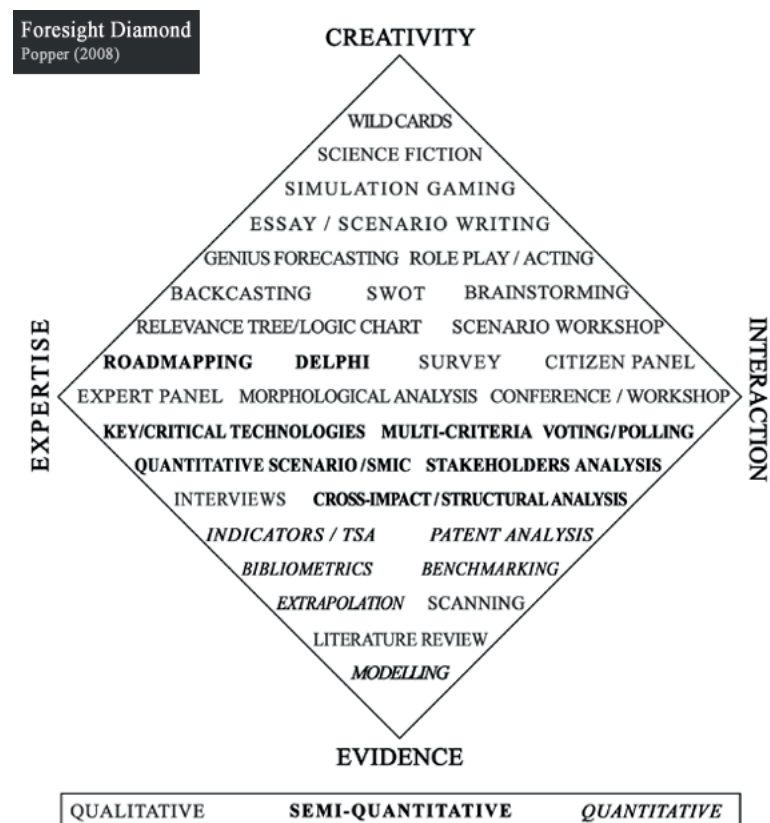 Foresight Diamond
Popper (2008)
CREATIVITY
WILD CARDS
SCIENCE FICTION
SIMULATION GAMING
ESSAY / SCENARIO WRITING
GENIUS FORECASTING ROLE PLAY / ACTING
BACKCASTING SWOT BRAINSTORMING
RELEVANCE TREE/LOGIC CHART SCENARIO WORKSHOP
ROADMAPPING DELPHI SURVEY CITIZEN PANEL
EXPERTISE
EXPERT PANEL MORPHOLOGICAL ANALYSIS CONFERENCE / WORKSHOP
INTERACTION
KEY/CRITICAL TECHNOLOGIES MULTI-CRITERIA VOTING/POLLING
QUANTITATIVE SCENARIO/SMIC STAKEHOLDERS ANALYSIS
INTERVIEWS CROSS-IMPACT/STRUCTURAL ANALYSIS
INDICATORS / TSA PATENT ANALYSIS
BIBLIOMETRICS BENCHMARKING
EXTRAPOLATION SCANNING
LITERATURE REVIEW
MODELLING
EVIDENCE
QUALITATIVE SEMI-QUANTITATIVE QUANTITATIVE